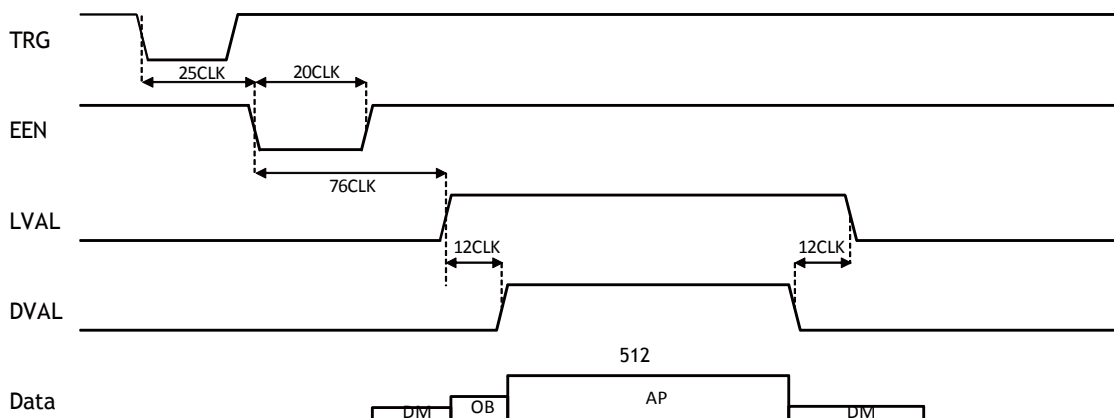 TRG
25CLK 20CLK
EEN
76CLK
LVAL
12CLK 12CLK
DVAL
512
Data DM OB AP DM